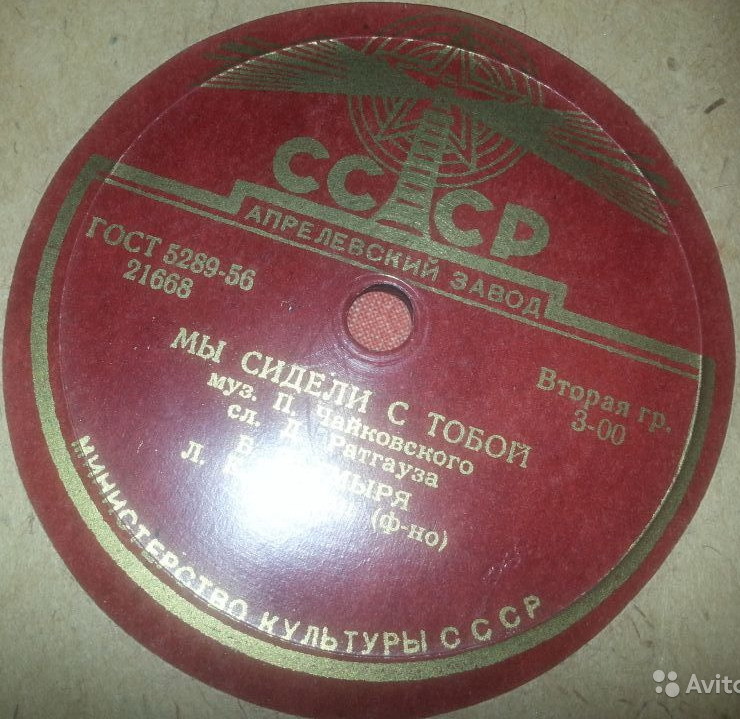 СССР
АПРЕЛЕВСКИЙ ЗАВОД
ГОСТ 5289-56
21668
Вторая гр.
3-00
МЫ СИДЕЛИ С ТОБОЙ
муз. П. Чайковского
сл. Д. Ратгауза
Б.
Л. (ф-но)
МИНИСТЕРСТВО КУЛЬТУРЫ СССР
Avito